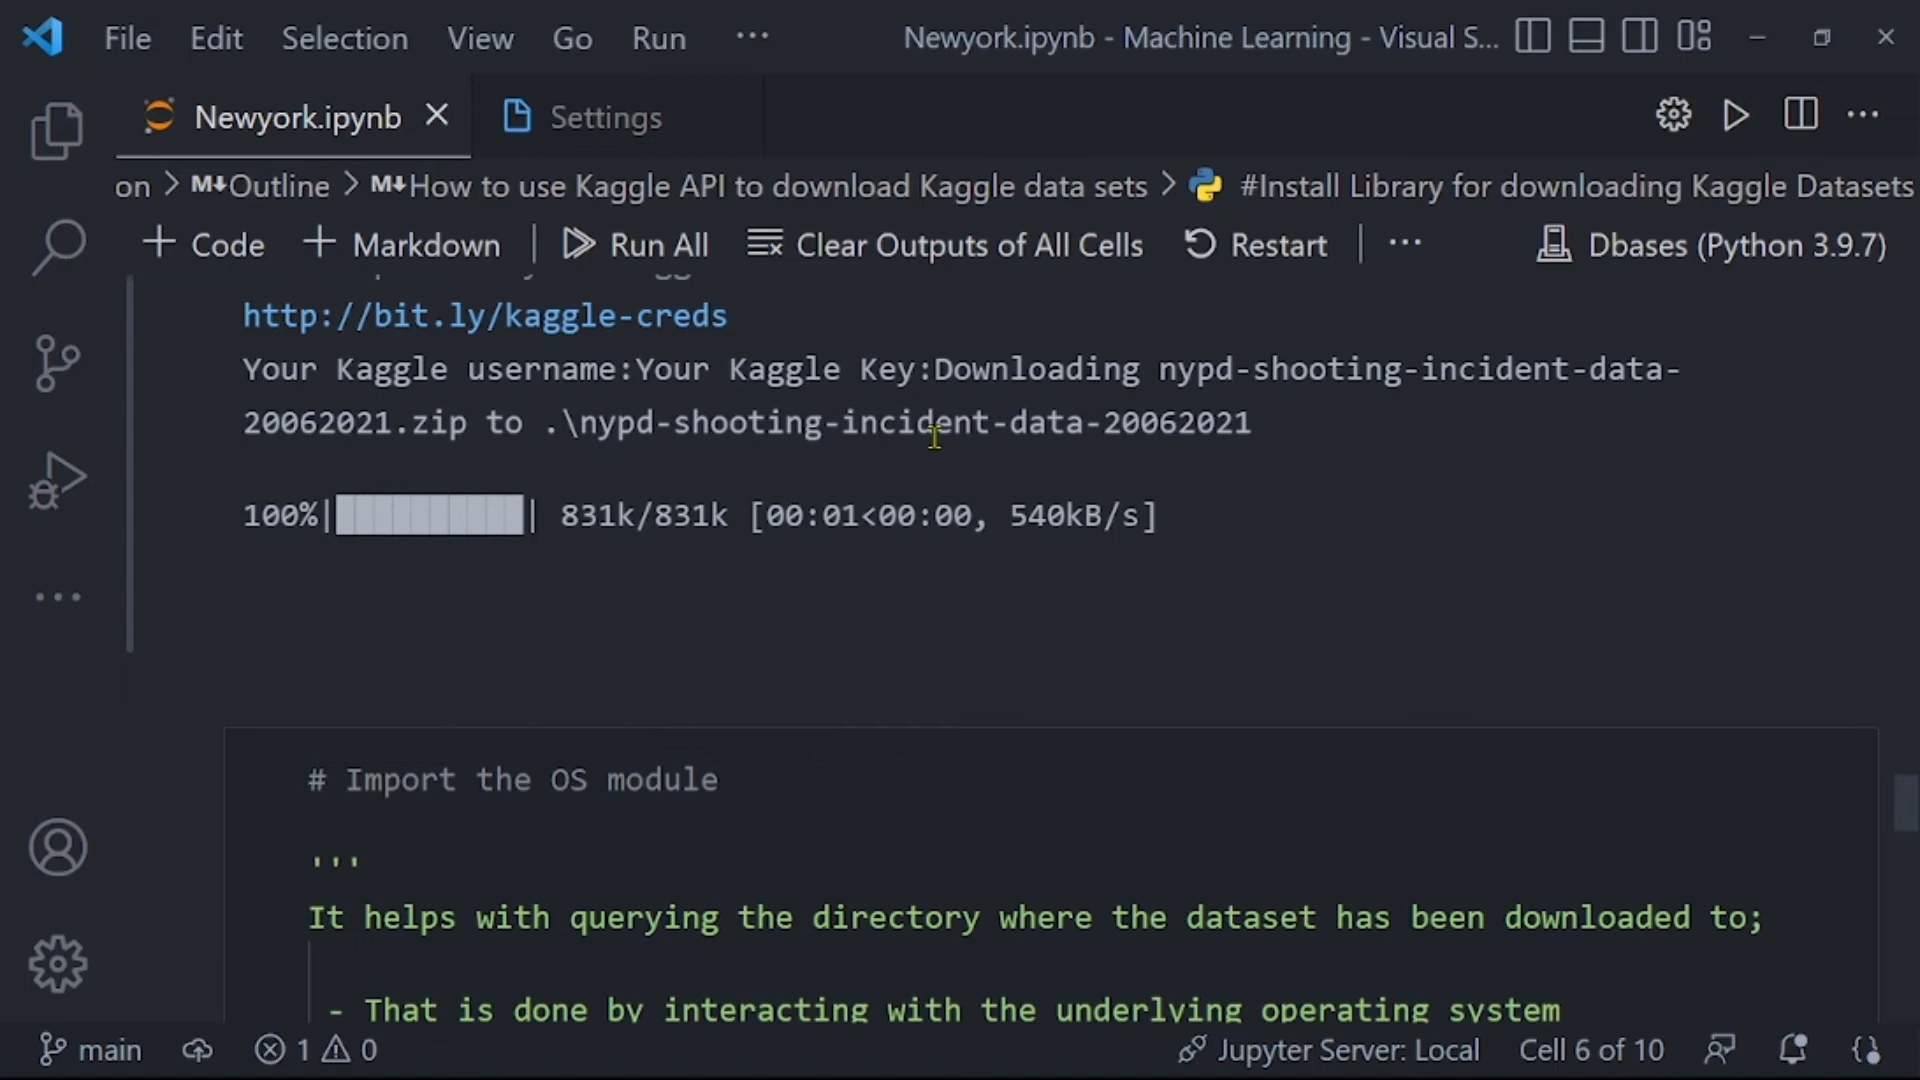 File Edit Selection View Go Run ··· Newyork.ipynb - Machine Learning - Visual S...
Newyork.ipynb Settings
on > M↓Outline > M↓How to use Kaggle API to download Kaggle data sets > #Install Library for downloading Kaggle Datasets
+ Code + Markdown | Run All Clear Outputs of All Cells Restart | ··· Dbases (Python 3.9.7)
http://bit.ly/kaggle-creds
Your Kaggle username:Your Kaggle Key:Downloading nypd-shooting-incident-data-
20062021.zip to .\nypd-shooting-incident-data-20062021
100%|██████████| 831k/831k [00:01<00:00, 540kB/s]
# Import the OS module
'''
It helps with querying the directory where the dataset has been downloaded to;
- That is done by interacting with the underlying operating system
main 1 0 Jupyter Server: Local Cell 6 of 10